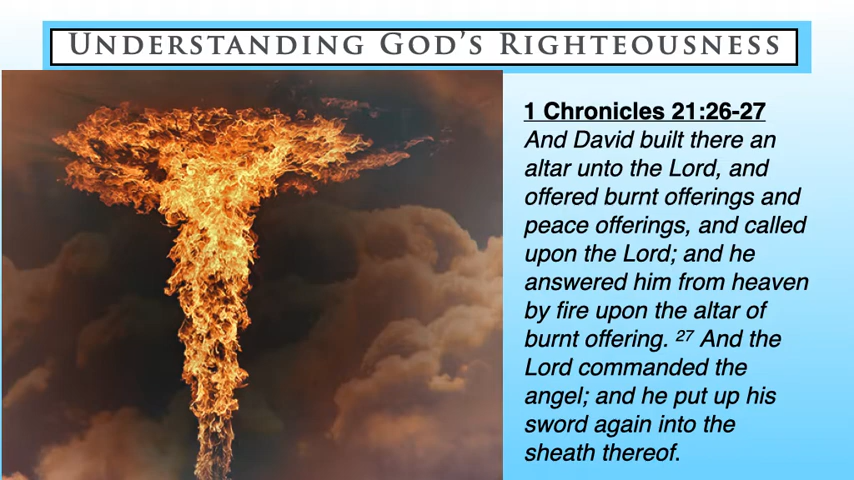 Understanding God's Righteousness
1 Chronicles 21:26-27
And David built there an
altar unto the Lord, and
offered burnt offerings and
peace offerings, and called
upon the Lord; and he
answered him from heaven
by fire upon the altar of
burnt offering. 27 And the
Lord commanded the
angel; and he put up his
sword again into the
sheath thereof.